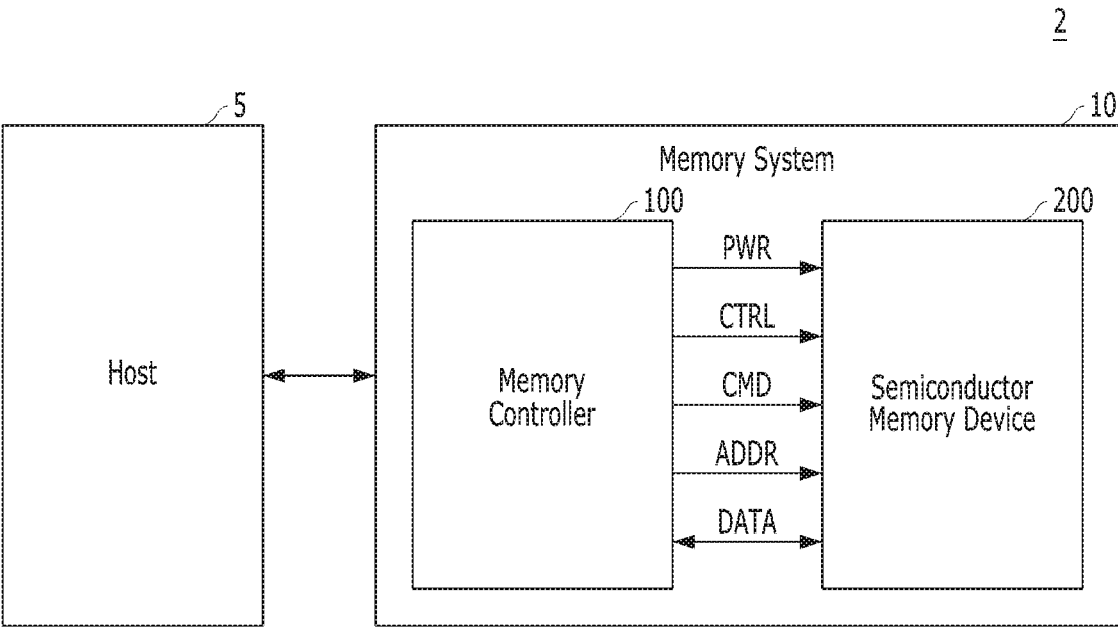 2
5
10
Memory System
100
200
PWR
CTRL
Host
Memory
Controller
CMD
Semiconductor
Memory Device
ADDR
DATA